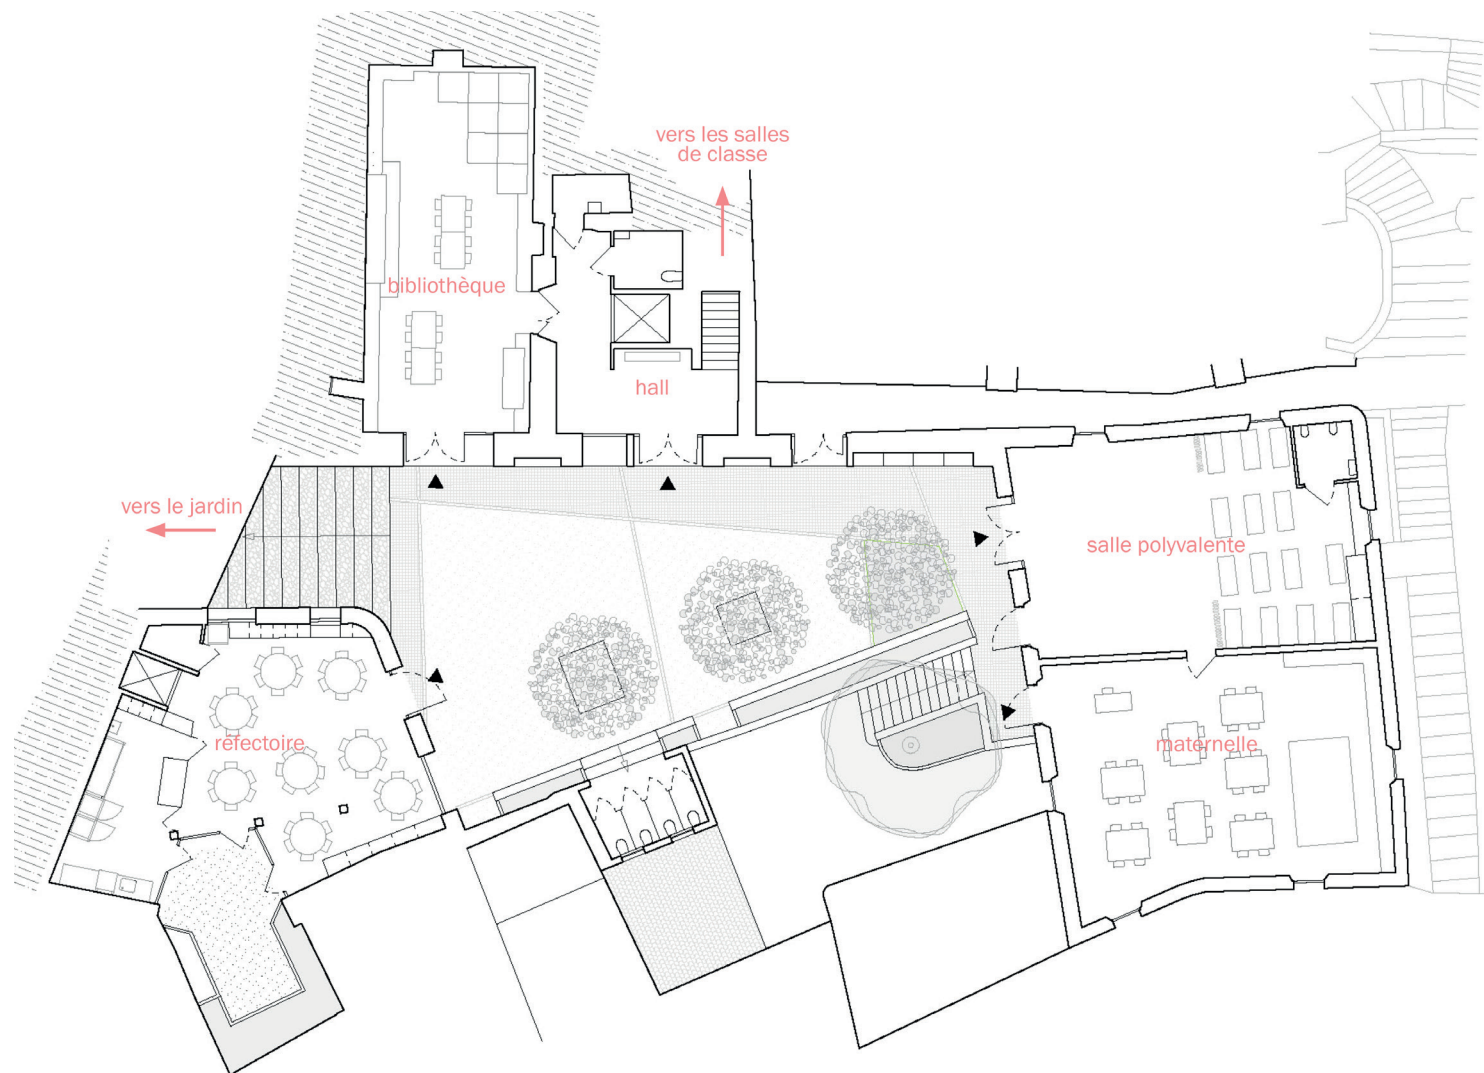 vers les salles
de classe
bibliothèque
hall
vers le jardin
salle polyvalente
réfectoire
maternelle